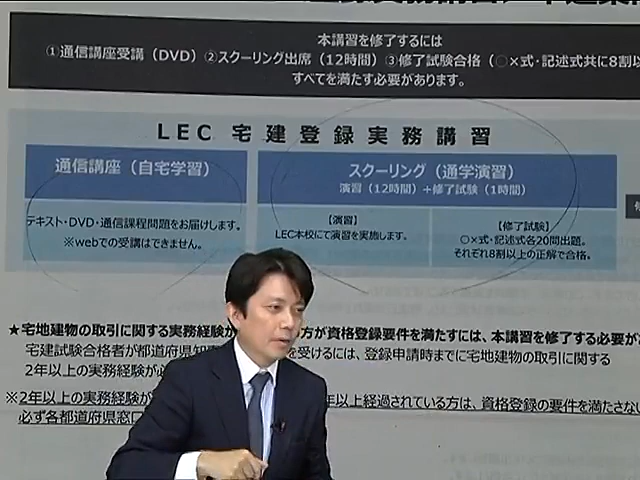 本講習を修了するには
①通信講座受講（DVD）②スクーリング出席（12時間）③修了試験合格（○×式・記述式共に8割以
すべてを満たす必要があります。
LEC 宅建登録実務講習
通信講座（自宅学習）
スクーリング（通学演習）
演習（12時間）＋修了試験（1時間）
テキスト・DVD・通信課程問題をお届けします。
※webでの受講はできません。
【演習】
LEC本校にて演習を実施します。
【修了試験】
○×式・記述式各20問出題。
それぞれ8割以上の正解で合格。
★宅地建物の取引に関する実務経験が 方が資格登録要件を満たすには、本講習を修了する必要が
宅建試験合格者が都道府県知 を受けるには、登録申請時までに宅地建物の取引に関する
2年以上の実務経験が必
※2年以上の実務経験が 年以上経過されている方は、資格登録の要件を満たさない
必ず各都道府県窓口